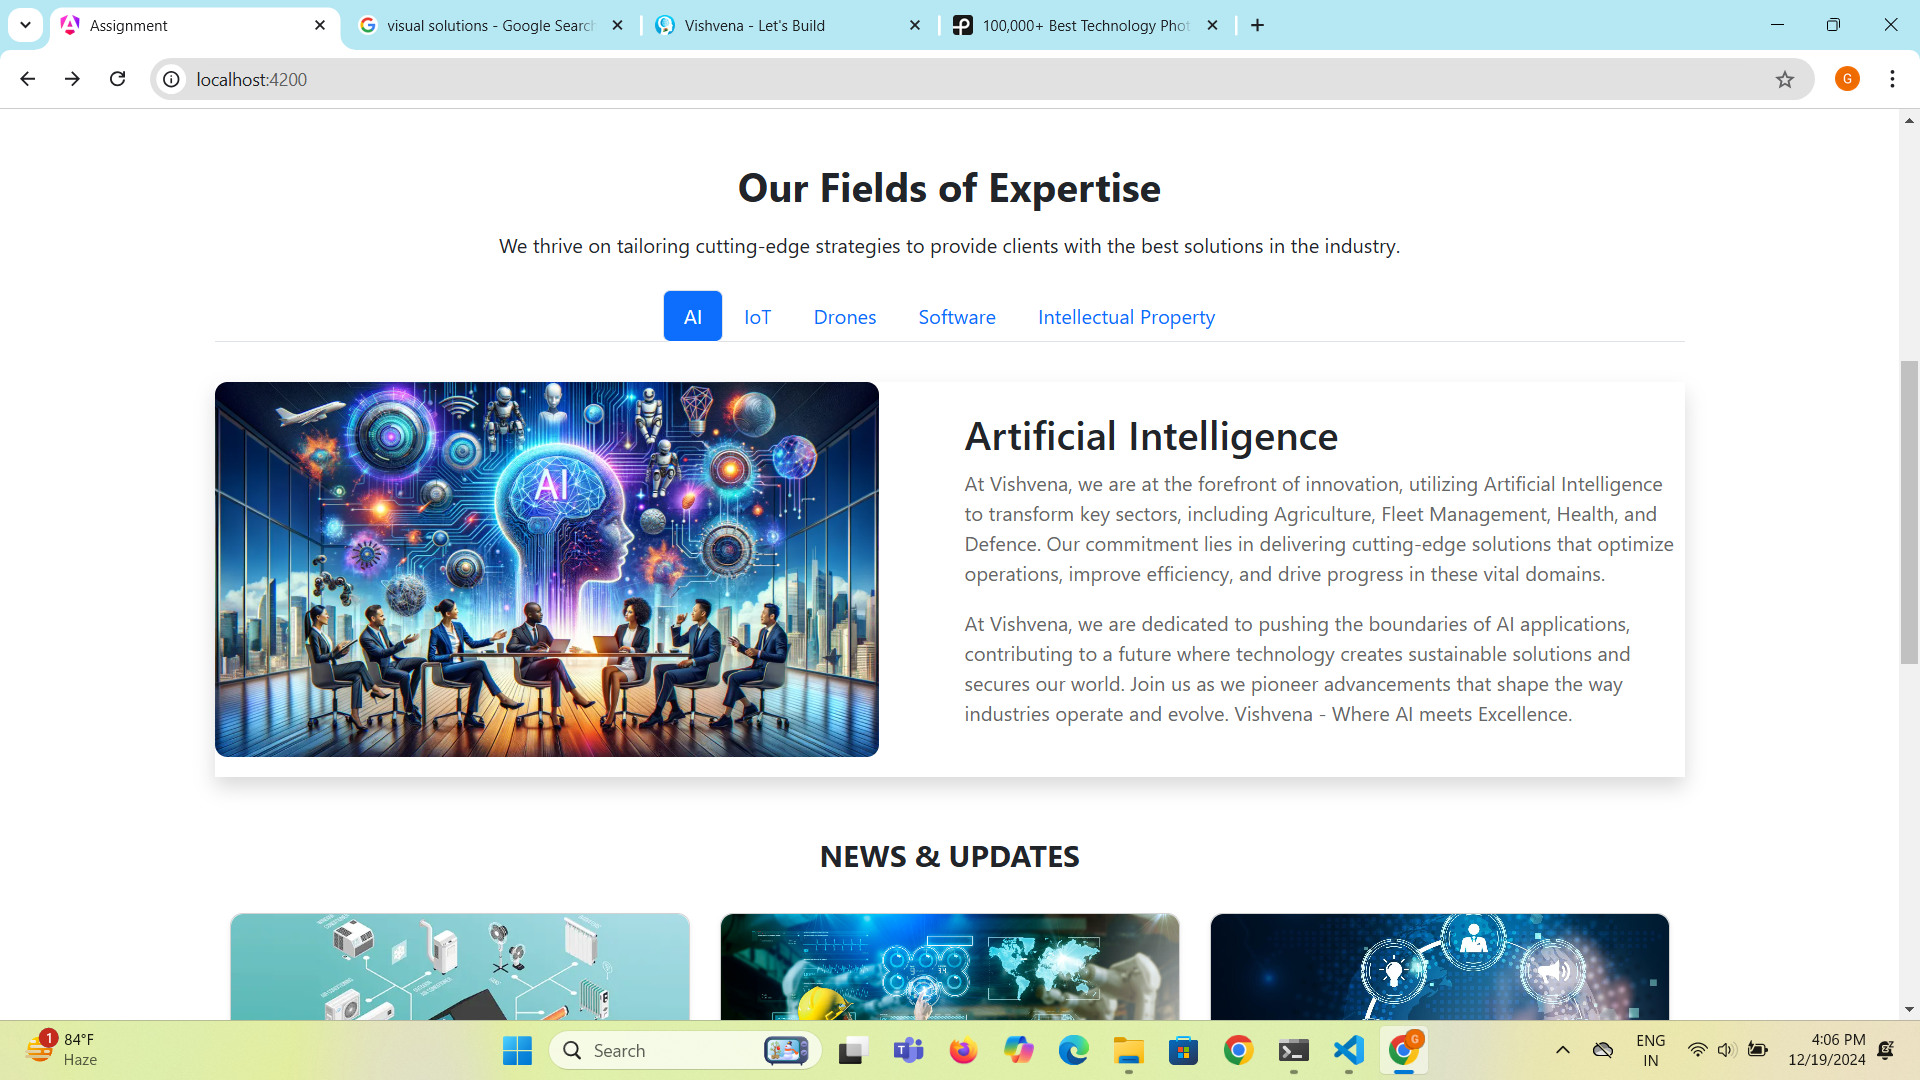 Assignment
visual solutions - Google Search
Vishvena - Let's Build
100,000+ Best Technology Phot
localhost:4200
G
Our Fields of Expertise
We thrive on tailoring cutting-edge strategies to provide clients with the best solutions in the industry.
AI
IoT
Drones
Software
Intellectual Property
AI
Artificial Intelligence
At Vishvena, we are at the forefront of innovation, utilizing Artificial Intelligence
to transform key sectors, including Agriculture, Fleet Management, Health, and
Defence. Our commitment lies in delivering cutting-edge solutions that optimize
operations, improve efficiency, and drive progress in these vital domains.
At Vishvena, we are dedicated to pushing the boundaries of AI applications,
contributing to a future where technology creates sustainable solutions and
secures our world. Join us as we pioneer advancements that shape the way
industries operate and evolve. Vishvena - Where AI meets Excellence.
NEWS & UPDATES
1
84°F
Haze
Search
G
ENG
IN
4:06 PM
12/19/2024